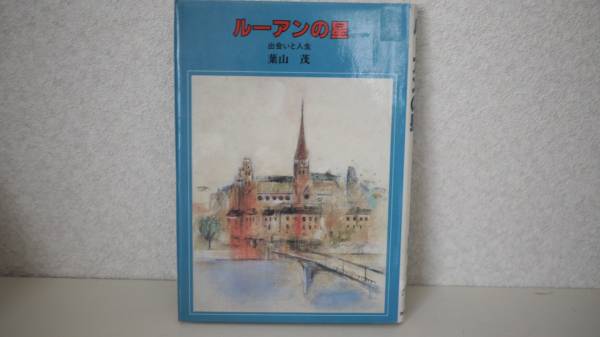 ルーアンの星
出会いと人生
葉山 茂